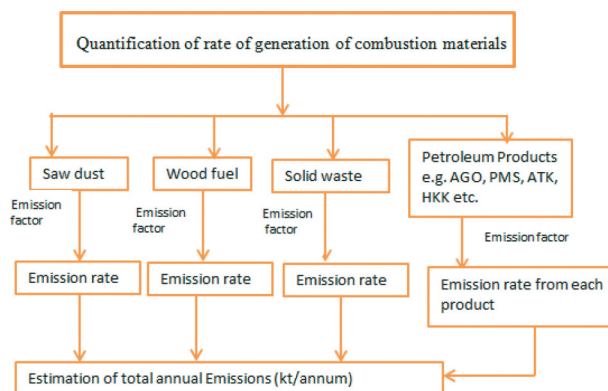 Quantification of rate of generation of combustion materials
Saw dust
Wood fuel
Solid waste
Petroleum Products
e.g. AGO, PMS, ATK,
HKK etc.
Emission
factor
Emission
factor
Emission
factor
Emission factor
Emission rate
Emission rate
Emission rate
Emission rate from each
product
Estimation of total annual Emissions (kt/annum)